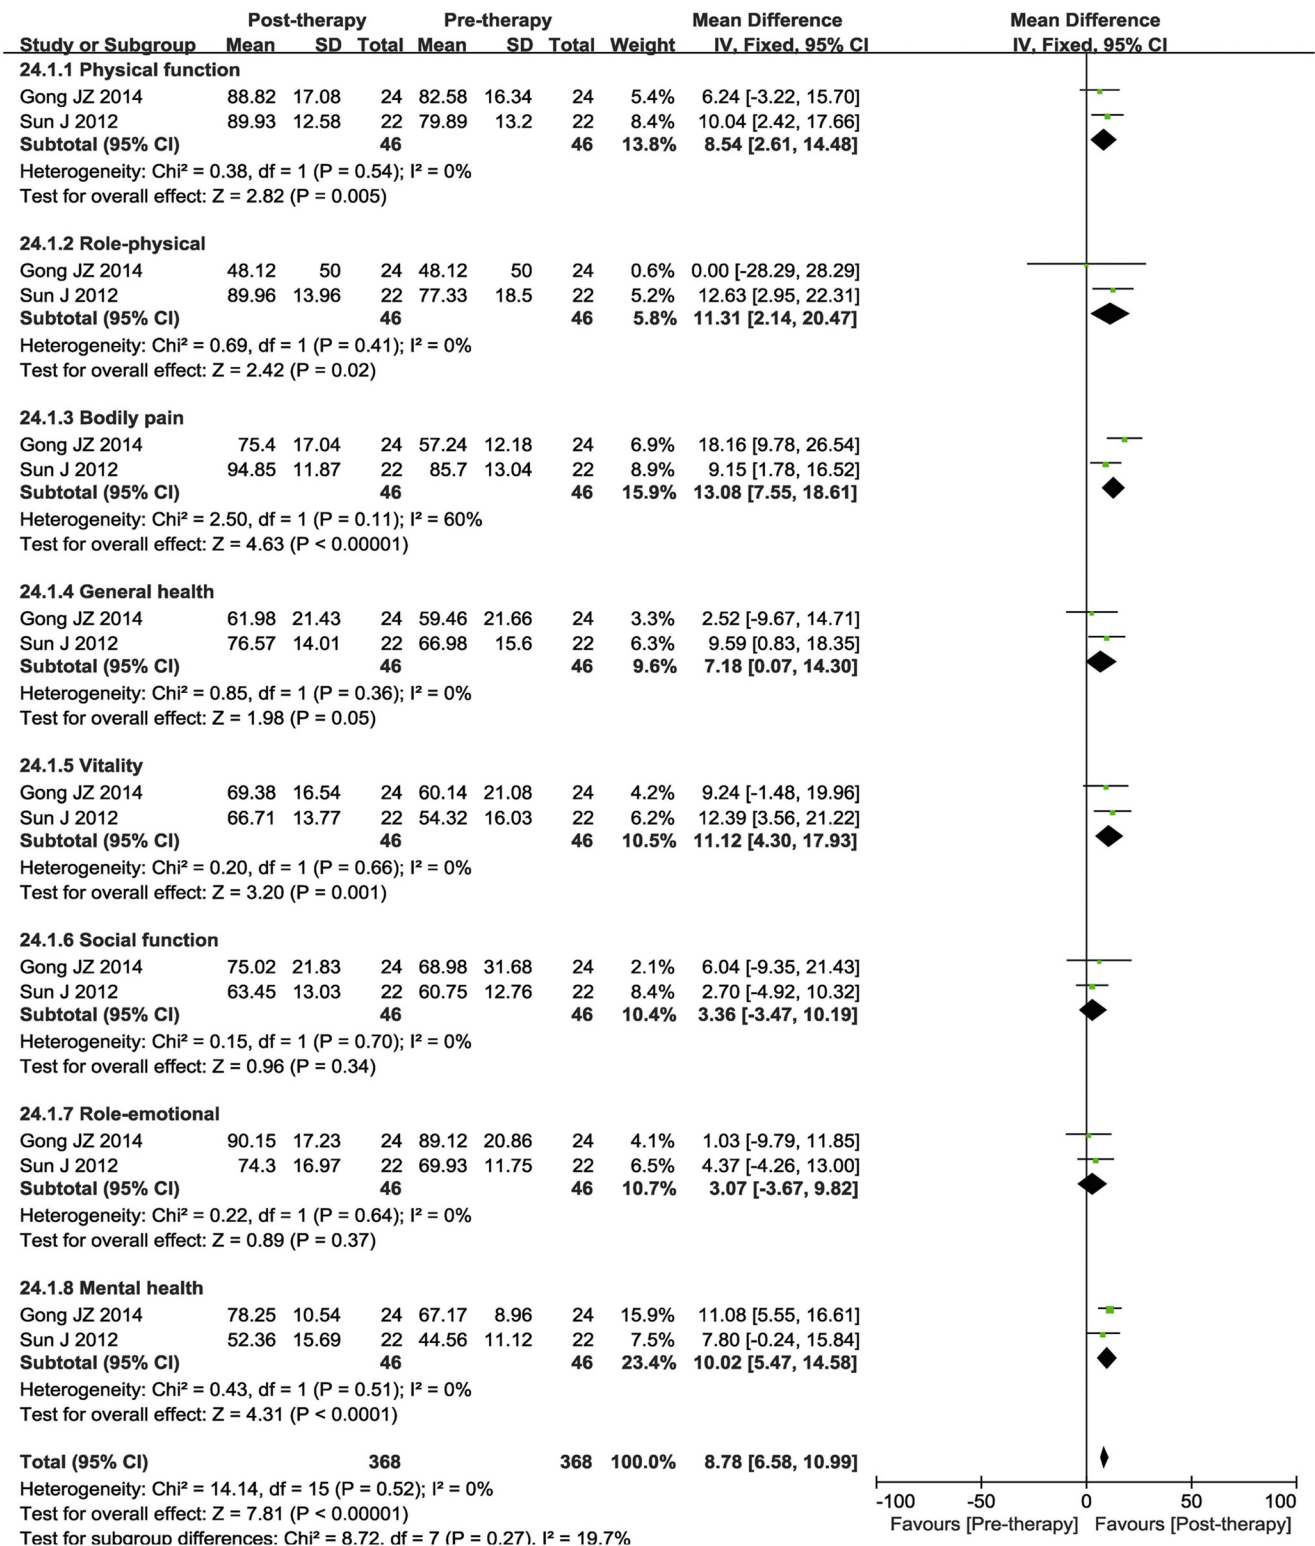 Post-therapy Pre-therapy Mean Difference Mean Difference
Study or Subgroup Mean SD Total Mean SD Total Weight IV, Fixed, 95% CI IV, Fixed, 95% CI
24.1.1 Physical function
Gong JZ 2014 88.82 17.08 24 82.58 16.34 24 5.4% 6.24 [-3.22, 15.70]
Sun J 2012 89.93 12.58 22 79.89 13.2 22 8.4% 10.04 [2.42, 17.66]
Subtotal (95% CI) 46 46 13.8% 8.54 [2.61, 14.48]
Heterogeneity: Chi² = 0.38, df = 1 (P = 0.54); I² = 0%
Test for overall effect: Z = 2.82 (P = 0.005)
24.1.2 Role-physical
Gong JZ 2014 48.12 50 24 48.12 50 24 0.6% 0.00 [-28.29, 28.29]
Sun J 2012 89.96 13.96 22 77.33 18.5 22 5.2% 12.63 [2.95, 22.31]
Subtotal (95% CI) 46 46 5.8% 11.31 [2.14, 20.47]
Heterogeneity: Chi² = 0.69, df = 1 (P = 0.41); I² = 0%
Test for overall effect: Z = 2.42 (P = 0.02)
24.1.3 Bodily pain
Gong JZ 2014 75.4 17.04 24 57.24 12.18 24 6.9% 18.16 [9.78, 26.54]
Sun J 2012 94.85 11.87 22 85.7 13.04 22 8.9% 9.15 [1.78, 16.52]
Subtotal (95% CI) 46 46 15.9% 13.08 [7.55, 18.61]
Heterogeneity: Chi² = 2.50, df = 1 (P = 0.11); I² = 60%
Test for overall effect: Z = 4.63 (P < 0.00001)
24.1.4 General health
Gong JZ 2014 61.98 21.43 24 59.46 21.66 24 3.3% 2.52 [-9.67, 14.71]
Sun J 2012 76.57 14.01 22 66.98 15.6 22 6.3% 9.59 [0.83, 18.35]
Subtotal (95% CI) 46 46 9.6% 7.18 [0.07, 14.30]
Heterogeneity: Chi² = 0.85, df = 1 (P = 0.36); I² = 0%
Test for overall effect: Z = 1.98 (P = 0.05)
24.1.5 Vitality
Gong JZ 2014 69.38 16.54 24 60.14 21.08 24 4.2% 9.24 [-1.48, 19.96]
Sun J 2012 66.71 13.77 22 54.32 16.03 22 6.2% 12.39 [3.56, 21.22]
Subtotal (95% CI) 46 46 10.5% 11.12 [4.30, 17.93]
Heterogeneity: Chi² = 0.20, df = 1 (P = 0.66); I² = 0%
Test for overall effect: Z = 3.20 (P = 0.001)
24.1.6 Social function
Gong JZ 2014 75.02 21.83 24 68.98 31.68 24 2.1% 6.04 [-9.35, 21.43]
Sun J 2012 63.45 13.03 22 60.75 12.76 22 8.4% 2.70 [-4.92, 10.32]
Subtotal (95% CI) 46 46 10.4% 3.36 [-3.47, 10.19]
Heterogeneity: Chi² = 0.15, df = 1 (P = 0.70); I² = 0%
Test for overall effect: Z = 0.96 (P = 0.34)
24.1.7 Role-emotional
Gong JZ 2014 90.15 17.23 24 89.12 20.86 24 4.1% 1.03 [-9.79, 11.85]
Sun J 2012 74.3 16.97 22 69.93 11.75 22 6.5% 4.37 [-4.26, 13.00]
Subtotal (95% CI) 46 46 10.7% 3.07 [-3.67, 9.82]
Heterogeneity: Chi² = 0.22, df = 1 (P = 0.64); I² = 0%
Test for overall effect: Z = 0.89 (P = 0.37)
24.1.8 Mental health
Gong JZ 2014 78.25 10.54 24 67.17 8.96 24 15.9% 11.08 [5.55, 16.61]
Sun J 2012 52.36 15.69 22 44.56 11.12 22 7.5% 7.80 [-0.24, 15.84]
Subtotal (95% CI) 46 46 23.4% 10.02 [5.47, 14.58]
Heterogeneity: Chi² = 0.43, df = 1 (P = 0.51); I² = 0%
Test for overall effect: Z = 4.31 (P < 0.0001)
Total (95% CI) 368 368 100.0% 8.78 [6.58, 10.99]
Heterogeneity: Chi² = 14.14, df = 15 (P = 0.52); I² = 0%
Test for overall effect: Z = 7.81 (P < 0.00001)
Test for subgroup differences: Chi² = 8.72, df = 7 (P = 0.27), I² = 19.7%
-100 -50 0 50 100
Favours [Pre-therapy] Favours [Post-therapy]